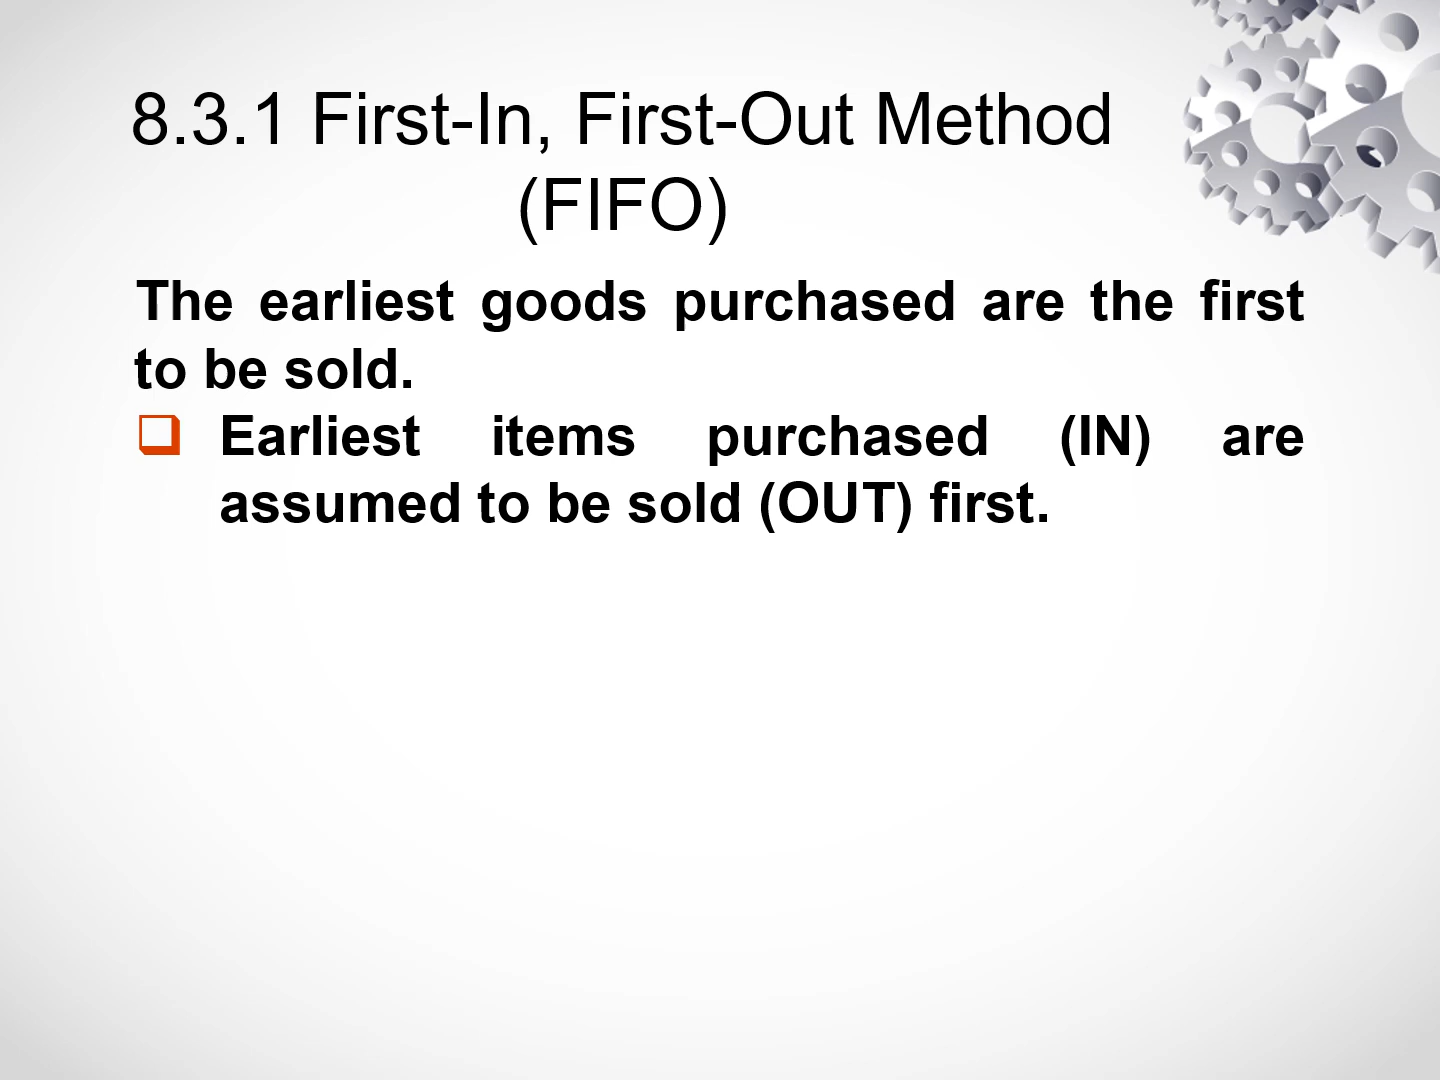 8.3.1 First-In, First-Out Method
(FIFO)
The earliest goods purchased are the first
to be sold.
Earliest items purchased (IN) are
assumed to be sold (OUT) first.